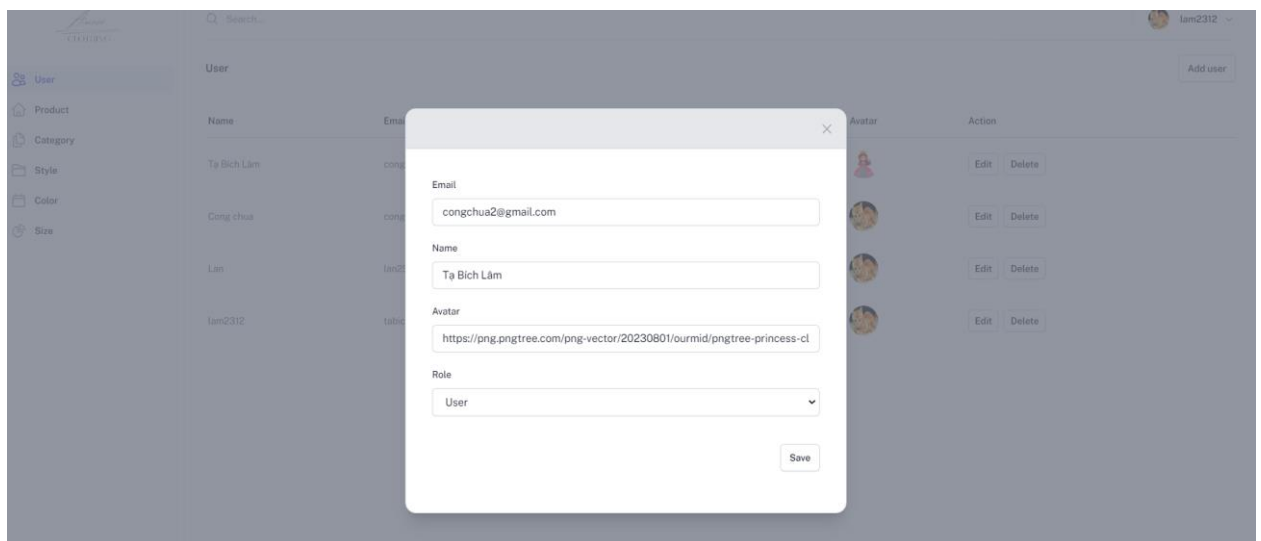 CLOTHING
Search...
lam2312
User
User
Add user
Product
Category
Style
Color
Size
Name
Avatar
Action
Tạ Bích Lâm
Edit Delete
Cong chua
Edit Delete
Lan
Edit Delete
lam2312
Edit Delete
Email
congchua2@gmail.com
Name
Tạ Bích Lâm
Avatar
https://png.pngtree.com/png-vector/20230801/ourmid/pngtree-princess-cl
Role
User
Save